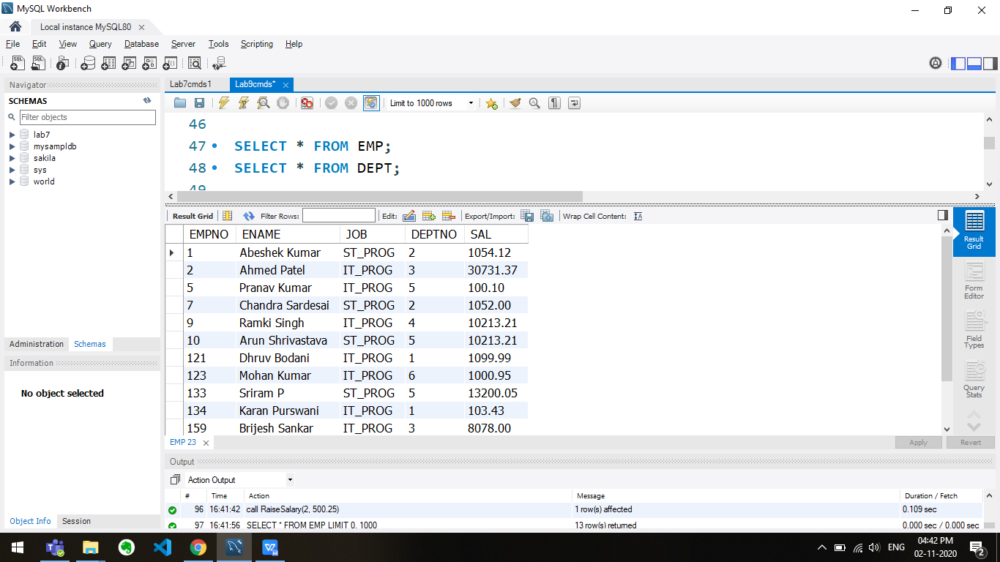 MySQL Workbench
Local instance MySQL80
File Edit View Query Database Server Tools Scripting Help
Navigator
SCHEMAS
Filter objects
lab7
mysampldb
sakila
sys
world
Administration Schemas
Information
No object selected
Object Info Session
Lab7cmds1 Lab9cmds*
Limit to 1000 rows
46
47 SELECT * FROM EMP;
48 SELECT * FROM DEPT;
49
Result Grid Filter Rows: Edit: Export/Import: Wrap Cell Content:
EMPNO ENAME JOB DEPTNO SAL
1 Abeshek Kumar ST_PROG 2 1054.12
2 Ahmed Patel IT_PROG 3 30731.37
5 Pranav Kumar IT_PROG 5 100.10
7 Chandra Sardesai ST_PROG 2 1052.00
9 Ramki Singh IT_PROG 4 10213.21
10 Arun Shrivastava ST_PROG 5 10213.21
121 Dhruv Bodani IT_PROG 1 1099.99
123 Mohan Kumar IT_PROG 6 1000.95
133 Sriram P ST_PROG 5 13200.05
134 Karan Purswani IT_PROG 1 103.43
159 Brijesh Sankar IT_PROG 3 8078.00
Result
Grid
Form
Editor
Field
Types
Query
Stats
EMP 23
Apply Revert
Output
Action Output
# Time Action Message Duration / Fetch
96 16:41:42 call RaiseSalary(2, 500.25) 1 row(s) affected 0.109 sec
97 16:41:56 SELECT * FROM EMP LIMIT 0, 1000 13 row(s) returned 0.000 sec / 0.000 sec
ENG
04:42 PM
02-11-2020
2